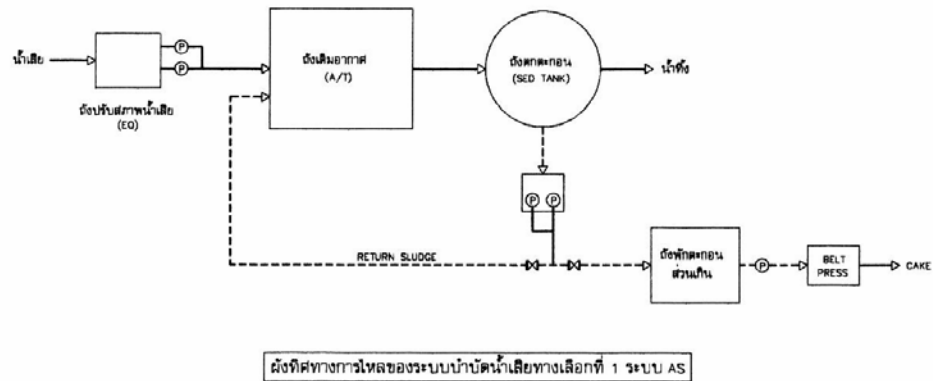 น้ำเสีย
P
P
ถังปรับสภาพน้ำเสีย
(EQ)
ถังเติมอากาศ
(A/T)
ถังตกตะกอน
(SED TANK)
น้ำทิ้ง
P
P
RETURN SLUDGE
ถังพักตะกอน
ส่วนเกิน
P
BELT
PRESS
CAKE
ผังทิศทางการไหลของระบบบำบัดน้ำเสียทางเลือกที่ 1 ระบบ AS